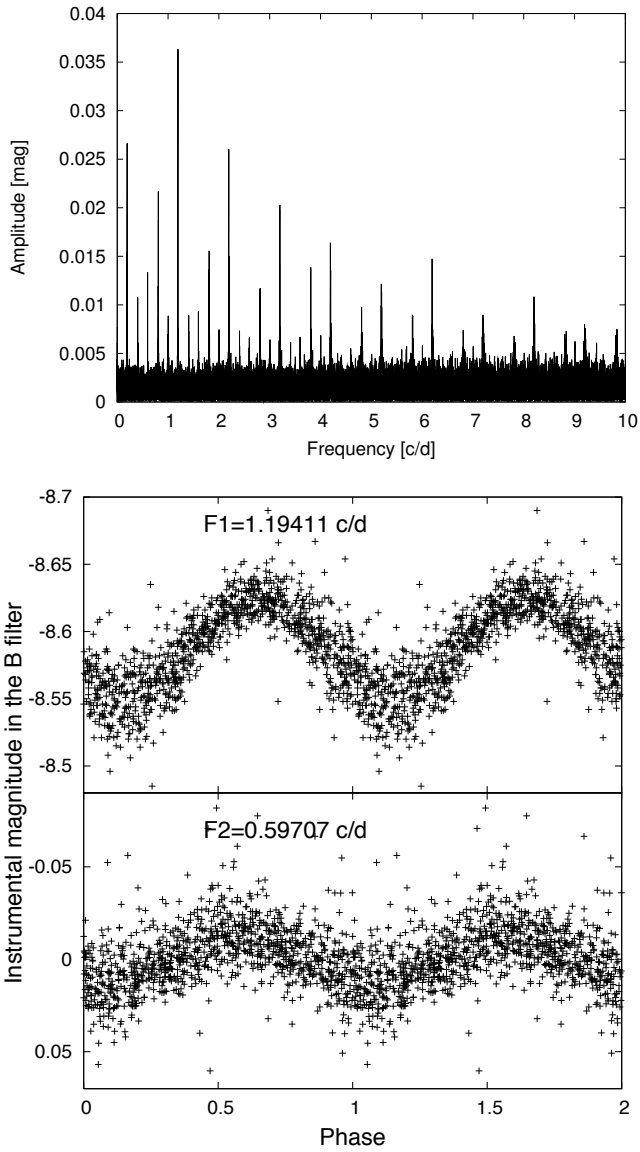 0.04
0.035
0.03
0.025
0.02
0.015
0.01
0.005
0
Amplitude [mag]
0 1 2 3 4 5 6 7 8 9 10
Frequency [c/d]
-8.7
-8.65
-8.6
-8.55
-8.5
F1=1.19411 c/d
Instrumental magnitude in the B filter
-0.05
0
0.05
F2=0.59707 c/d
0 0.5 1 1.5 2
Phase